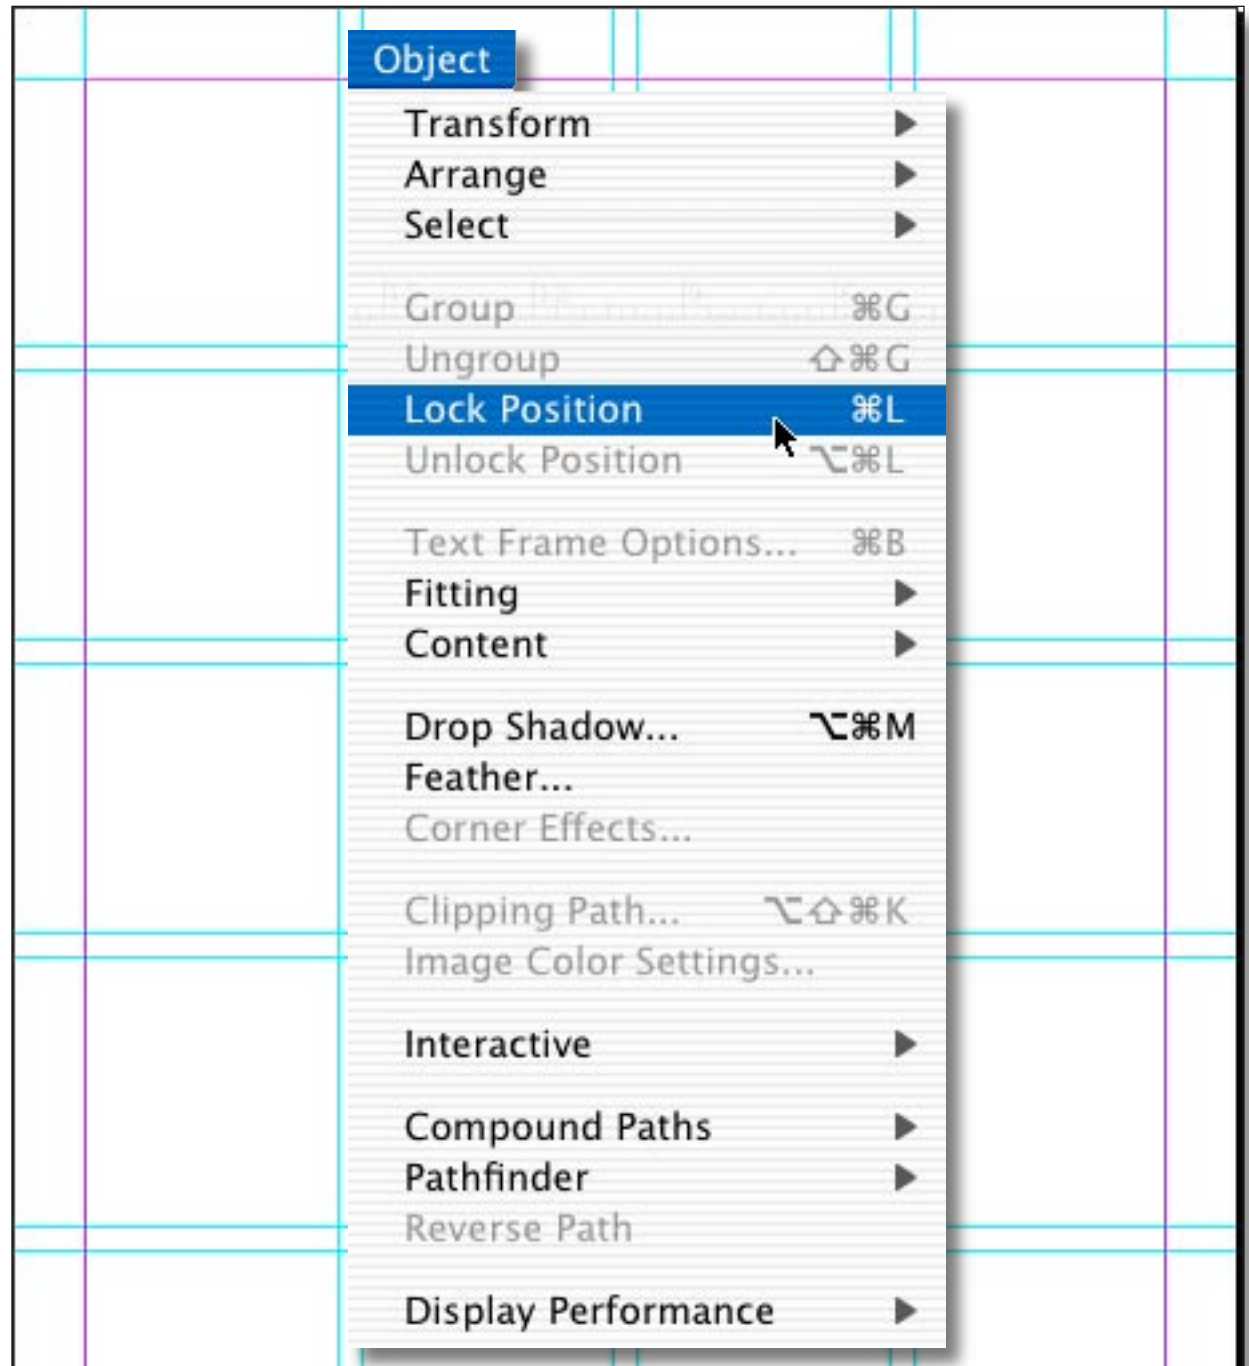 Object
Transform
Arrange
Select
Group ⌘G
Ungroup ⇧⌘G
Lock Position ⌘L
Unlock Position ⌥⌘L
Text Frame Options... ⌘B
Fitting
Content
Drop Shadow... ⌥⌘M
Feather...
Corner Effects...
Clipping Path... ⌥⇧⌘K
Image Color Settings...
Interactive
Compound Paths
Pathfinder
Reverse Path
Display Performance